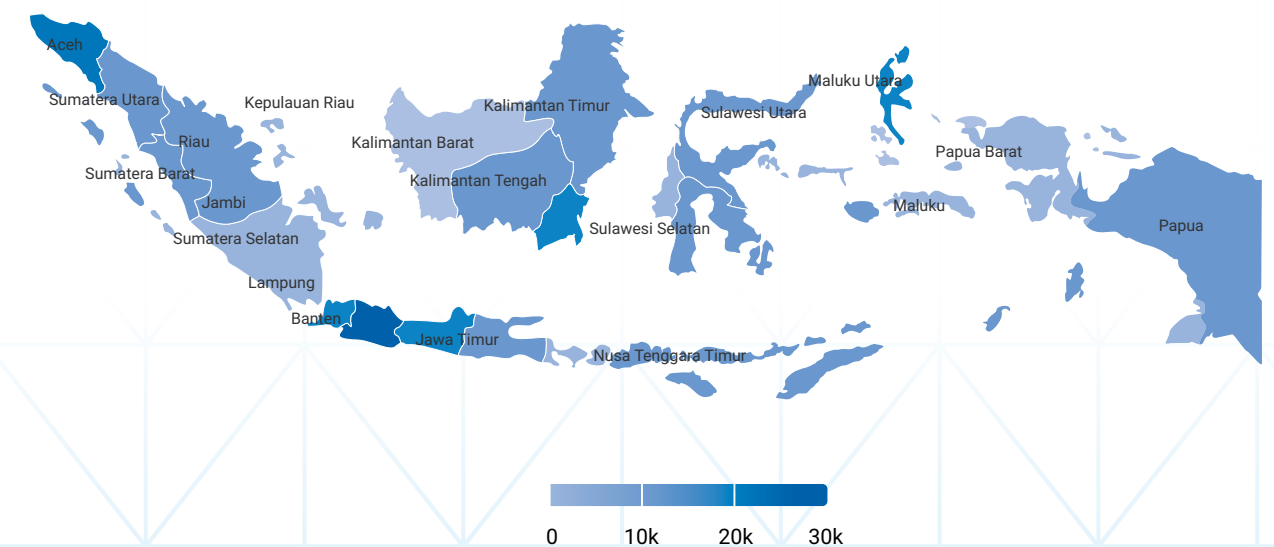 Aceh
Maluku Utara
Sumatera Utara
Kepulauan Riau
Kalimantan Timur
Sulawesi Utara
Riau
Kalimantan Barat
Papua Barat
Sumatera Barat
Kalimantan Tengah
Jambi
Maluku
Papua
Sumatera Selatan
Sulawesi Selatan
Lampung
Banten
Jawa Timur
Nusa Tenggara Timur
0 10k 20k 30k